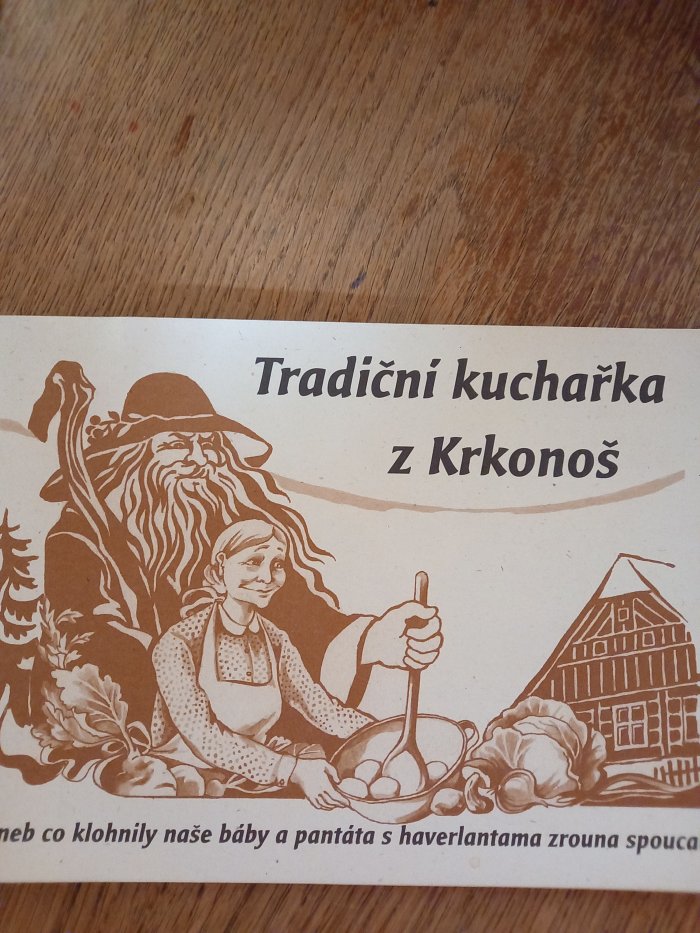 Tradiční kuchařka
z Krkonoš
neb co klohnily naše báby a pantáta s haverlantama zrouna spouca